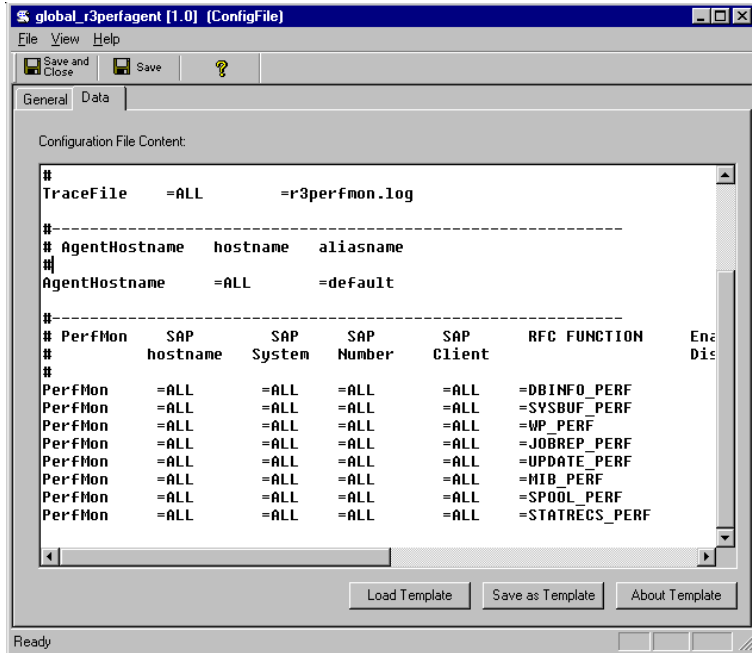 global_r3perfagent [1.0] (ConfigFile)
File View Help
Save and Close Save
General Data
Configuration File Content:
#
TraceFile =ALL =r3perfmon.log
#---------------------------------------------------------------
# AgentHostname hostname aliasname
#
AgentHostname =ALL =default
#---------------------------------------------------------------
# PerfMon SAP SAP SAP SAP RFC FUNCTION Ena
# hostname System Number Client Dis
#
PerfMon =ALL =ALL =ALL =ALL =DBINFO_PERF
PerfMon =ALL =ALL =ALL =ALL =SYSBUF_PERF
PerfMon =ALL =ALL =ALL =ALL =WP_PERF
PerfMon =ALL =ALL =ALL =ALL =JOBREP_PERF
PerfMon =ALL =ALL =ALL =ALL =UPDATE_PERF
PerfMon =ALL =ALL =ALL =ALL =MIB_PERF
PerfMon =ALL =ALL =ALL =ALL =SPOOL_PERF
PerfMon =ALL =ALL =ALL =ALL =STATRECS_PERF
Load Template Save as Template About Template
Ready